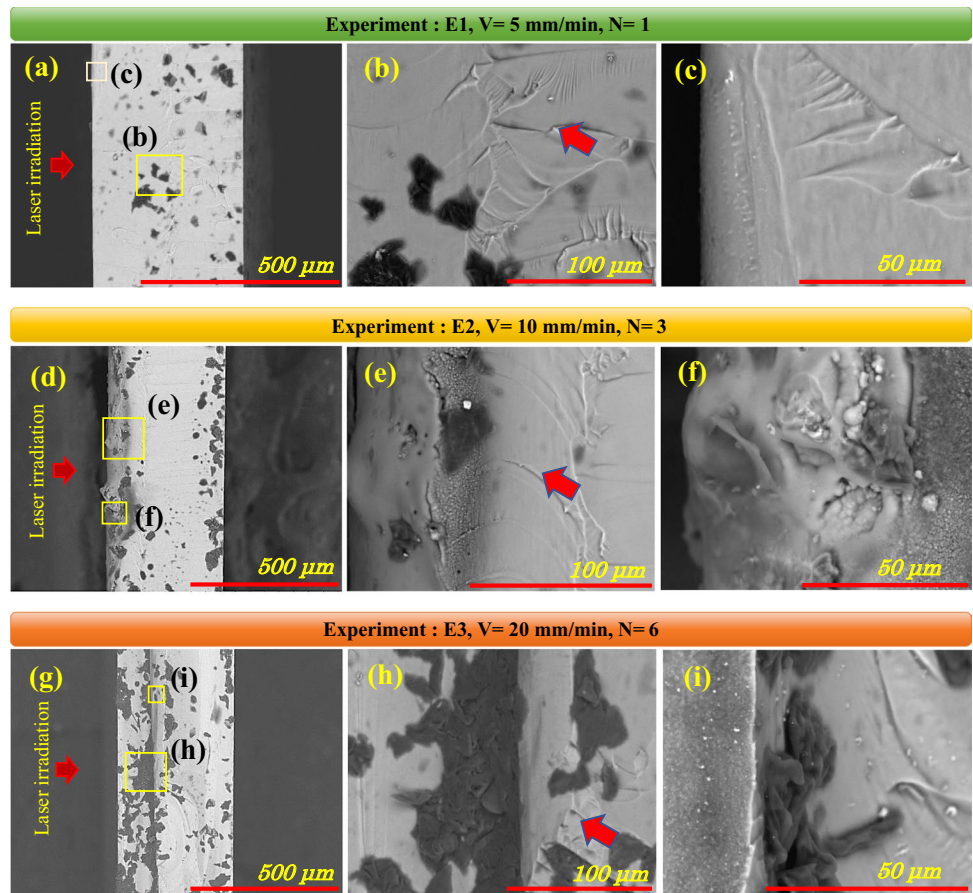 Experiment : E1, V= 5 mm/min, N= 1
(a)
(c)
(b)
Laser irradiation
500 µm
(b)
100 µm
(c)
50 µm
Experiment : E2, V= 10 mm/min, N= 3
(d)
(e)
(f)
Laser irradiation
500 µm
(e)
100 µm
(f)
50 µm
Experiment : E3, V= 20 mm/min, N= 6
(g)
(i)
(h)
Laser irradiation
500 µm
(h)
100 µm
(i)
50 µm